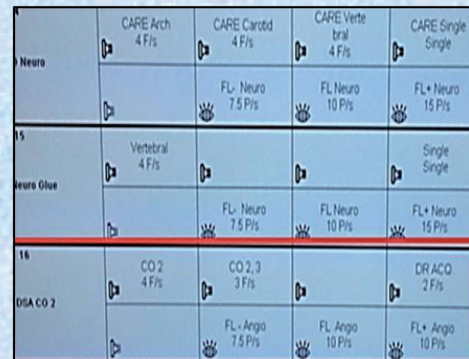 CARE Arch
4 F/s
CARE Carotid
4 F/s
CARE Verte
bral
4 F/s
CARE Single
Single
Neuro
FL- Neuro
7.5 P/s
FL Neuro
10 P/s
FL+ Neuro
15 P/s
15
Vertebral
4 F/s
Single
Single
Neuro Glue
FL- Neuro
7.5 P/s
FL Neuro
10 P/s
FL+ Neuro
15 P/s
16
CO 2
4 F/s
CO 2,3
3 F/s
DR ACQ
2 F/s
DSA CO 2
FL - Angio
7.5 P/s
FL Angio
10 P/s
FL+ Angio
10 P/s